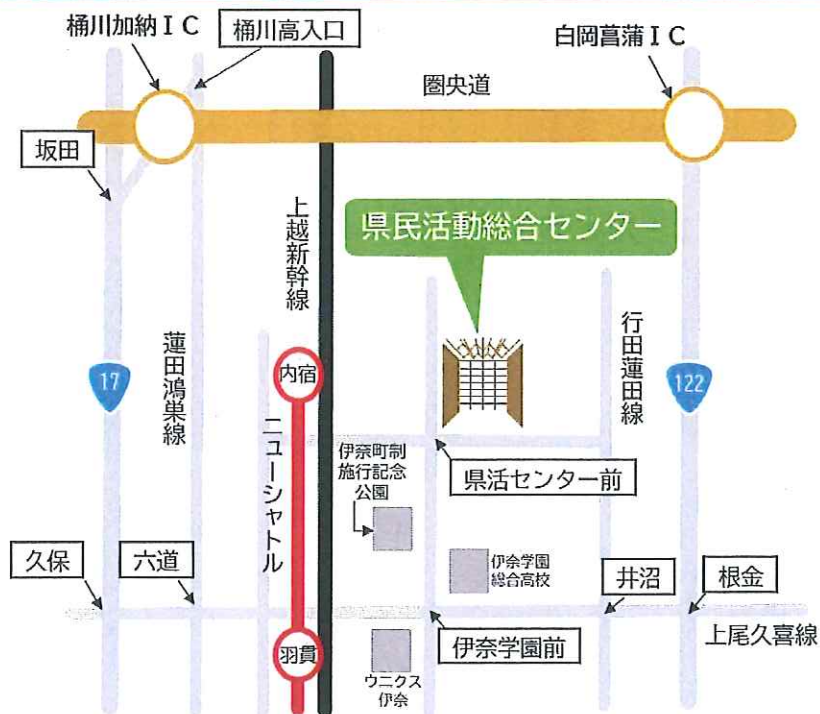 桶川加納IC
桶川高入口
白岡菖蒲IC
圏央道
坂田
上越新幹線
県民活動総合センター
蓮田鴻巣線
行田蓮田線
17
内宿
122
ニューシャトル
伊奈町制
施行記念
公園
県活センター前
久保
六道
伊奈学園
総合高校
井沼
根金
羽貫
伊奈学園前
上尾久喜線
ウニクス
伊奈